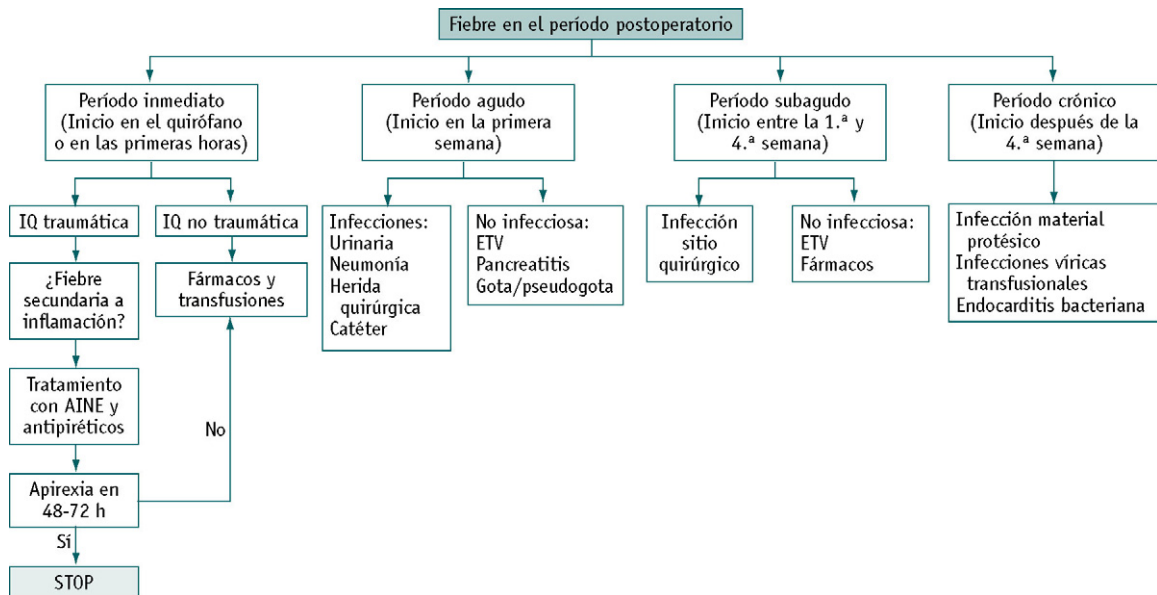 Fiebre en el período postoperatorio
Período inmediato
(Inicio en el quirófano
o en las primeras horas)
Período agudo
(Inicio en la primera
semana)
Período subagudo
(Inicio entre la 1.ª y
4.ª semana)
Período crónico
(Inicio después de la
4.ª semana)
IQ traumática
IQ no traumática
¿Fiebre
secundaria a
inflamación?
Fármacos y
transfusiones
Tratamiento
con AINE y
antipiréticos
No
Apirexia en
48-72 h
Sí
STOP
Infecciones:
Urinaria
Neumonía
Herida
quirúrgica
Catéter
No infecciosa:
ETV
Pancreatitis
Gota/pseudogota
Infección
sitio
quirúrgico
No infecciosa:
ETV
Fármacos
Infección material
protésico
Infecciones víricas
transfusionales
Endocarditis bacteriana